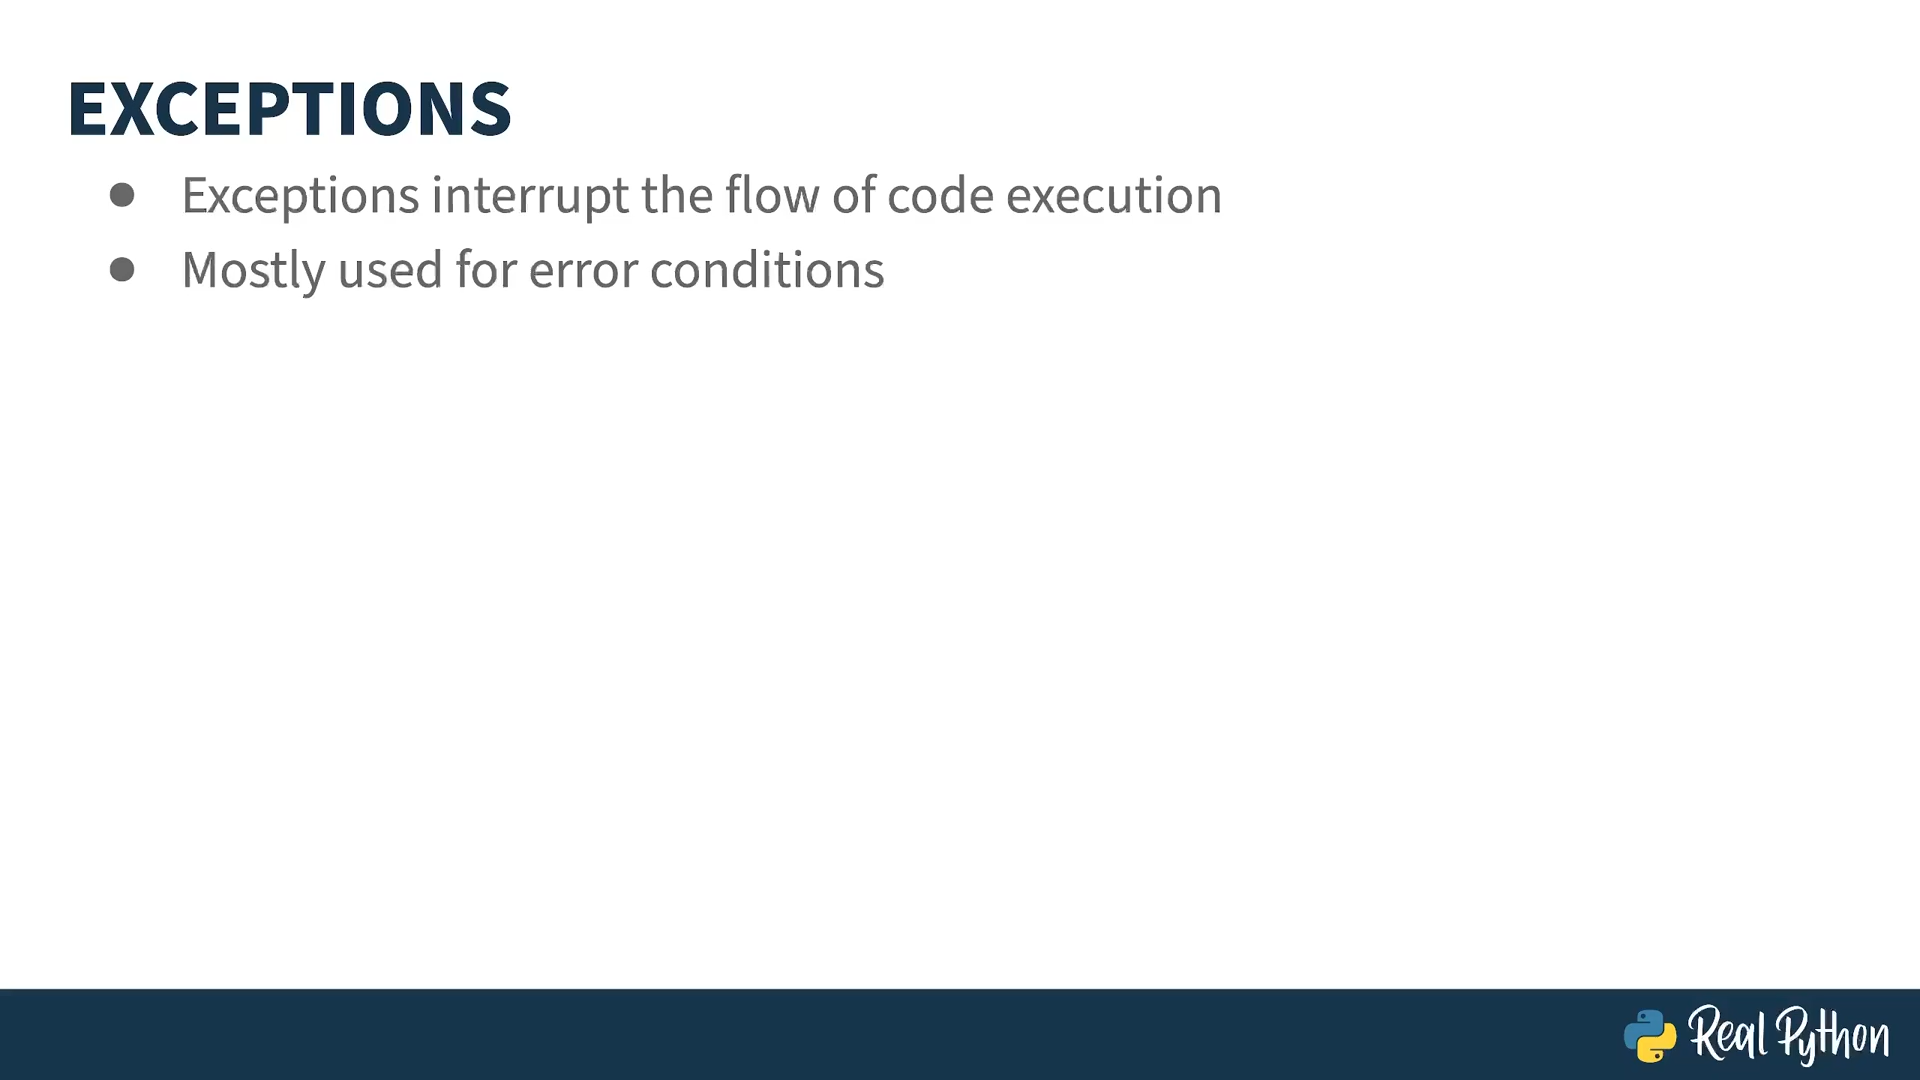 EXCEPTIONS
● Exceptions interrupt the flow of code execution
● Mostly used for error conditions
Real Python